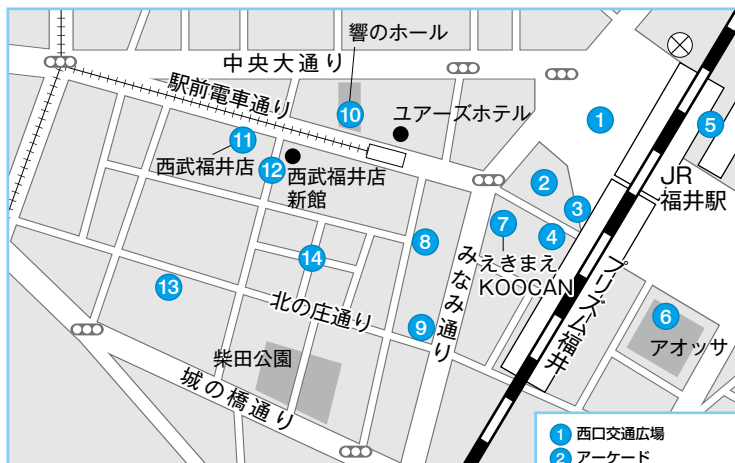 響のホール
中央大通り
駅前電車通り
10
ユアーズホテル
1
5
11
西武福井店
12
西武福井店
新館
2
JR
福井駅
3
7
4
8
えきまえ
KOOCAN
みなみ通り
14
13
北の庄通り
プリズム福井
6
アオッサ
9
柴田公園
城の橋通り
1 西口交通広場
2 アーケード